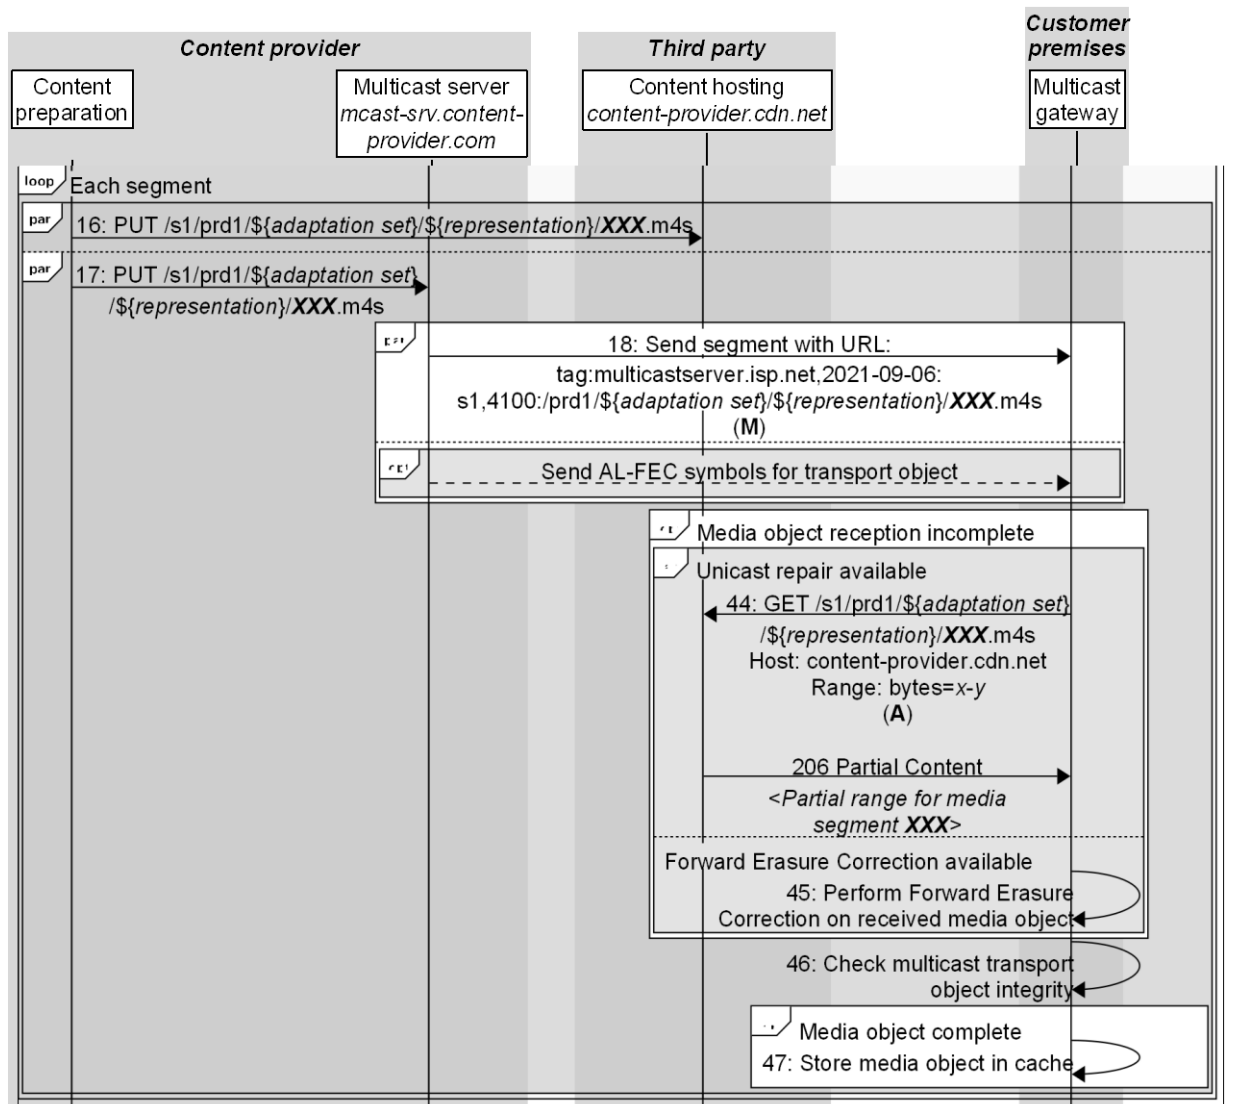 Content provider
Third party
Customer
premises
Content
preparation
Multicast server
mcast-srv.content-
provider.com
Content hosting
content-provider.cdn.net
Multicast
gateway
loop
Each segment
par
16: PUT /s1/prd1/${adaptation set}/${representation}/XXX.m4s
par
17: PUT /s1/prd1/${adaptation set}
/${representation}/XXX.m4s
18: Send segment with URL:
tag:multicastserver.isp.net,2021-09-06:
s1,4100:/prd1/${adaptation set}/${representation}/XXX.m4s
(M)
Send AL-FEC symbols for transport object
Media object reception incomplete
Unicast repair available
44: GET /s1/prd1/${adaptation set}
/${representation}/XXX.m4s
Host: content-provider.cdn.net
Range: bytes=x-y
(A)
206 Partial Content
<Partial range for media
segment XXX>
Forward Erasure Correction available
45: Perform Forward Erasure
Correction on received media object
46: Check multicast transport
object integrity
Media object complete
47: Store media object in cache